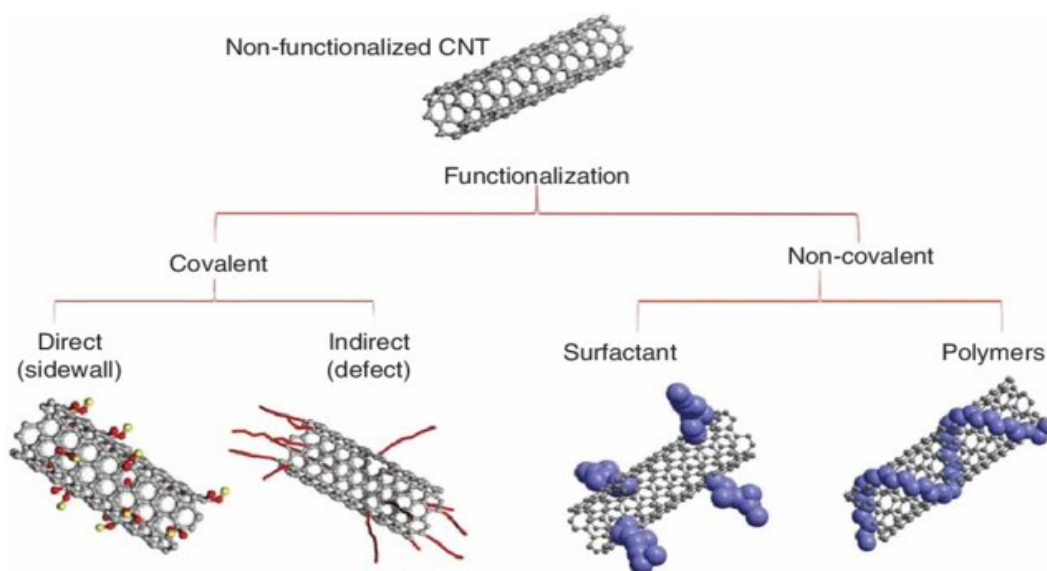 Non-functionalized CNT
Functionalization
Covalent
Non-covalent
Direct
(sidewall)
Indirect
(defect)
Surfactant
Polymers